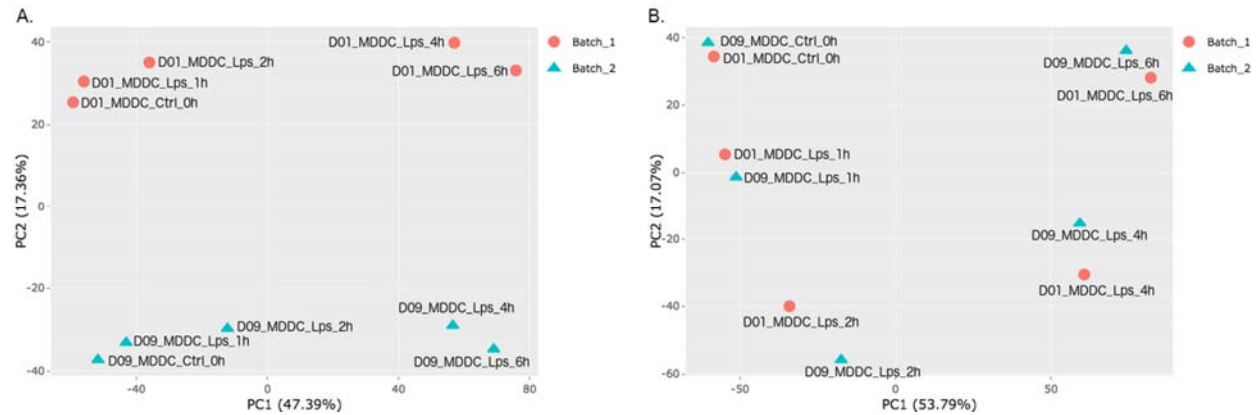 A.
D01_MDDC_Lps_4h
D01_MDDC_Lps_2h
D01_MDDC_Lps_6h
D01_MDDC_Lps_1h
D01_MDDC_Ctrl_0h
D09_MDDC_Lps_4h
D09_MDDC_Lps_2h
D09_MDDC_Lps_1h
D09_MDDC_Lps_6h
D09_MDDC_Ctrl_0h
40
20
0
-20
-40
PC2 (17.36%)
-40
0
40
80
PC1 (47.39%)
Batch_1
Batch_2
B.
D09_MDDC_Ctrl_0h
D01_MDDC_Ctrl_0h
D09_MDDC_Lps_6h
D01_MDDC_Lps_6h
D01_MDDC_Lps_1h
D09_MDDC_Lps_1h
D09_MDDC_Lps_4h
D01_MDDC_Lps_4h
D01_MDDC_Lps_2h
D09_MDDC_Lps_2h
40
20
0
-20
-40
-60
PC2 (17.07%)
-50
0
50
PC1 (53.79%)
Batch_1
Batch_2